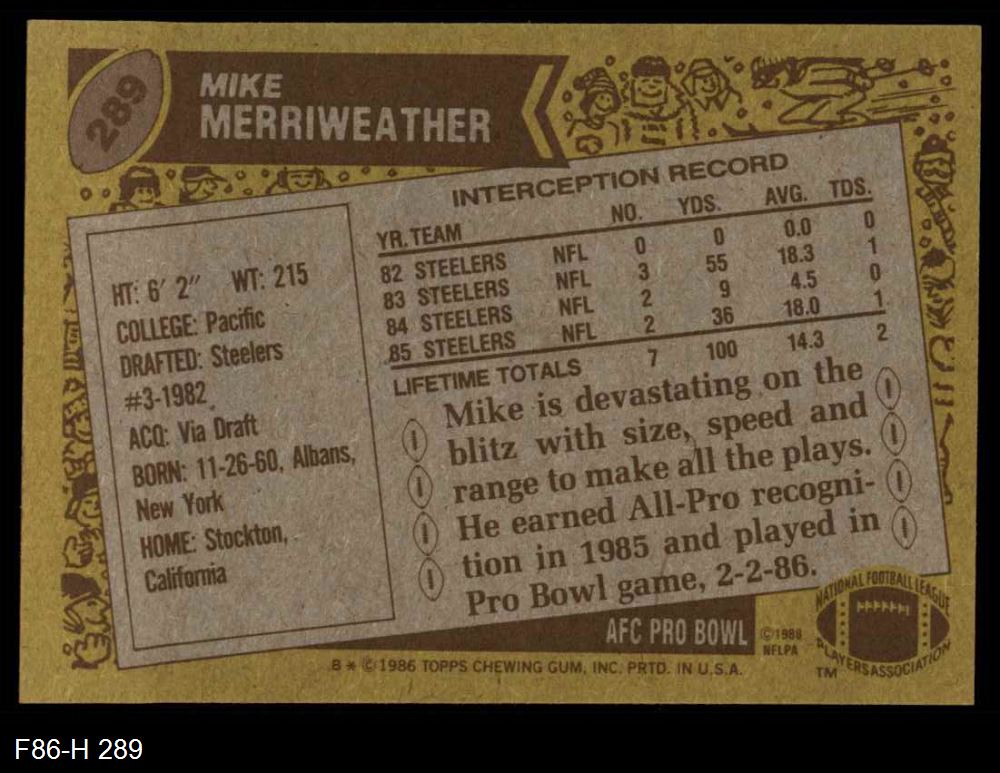 289
MIKE
MERRIWEATHER
INTERCEPTION RECORD
YR. TEAM NO. YDS. AVG. TDS.
82 STEELERS NFL 0 0 0.0 0
83 STEELERS NFL 3 55 18.3 1
84 STEELERS NFL 2 9 4.5 0
85 STEELERS NFL 2 36 18.0 1
LIFETIME TOTALS 7 100 14.3 2
HT: 6' 2" WT: 215
COLLEGE: Pacific
DRAFTED: Steelers
#3-1982
ACQ: Via Draft
BORN: 11-26-60, Albans,
New York
HOME: Stockton,
California
Mike is devastating on the
blitz with size, speed and
range to make all the plays.
He earned All-Pro recogni-
tion in 1985 and played in
Pro Bowl game, 2-2-86.
AFC PRO BOWL
NFLPA
NATIONAL FOOTBALL LEAGUE
PLAYERS ASSOCIATION
TM
B * © 1986 TOPPS CHEWING GUM, INC. PRTD. IN U.S.A.
F86-H 289